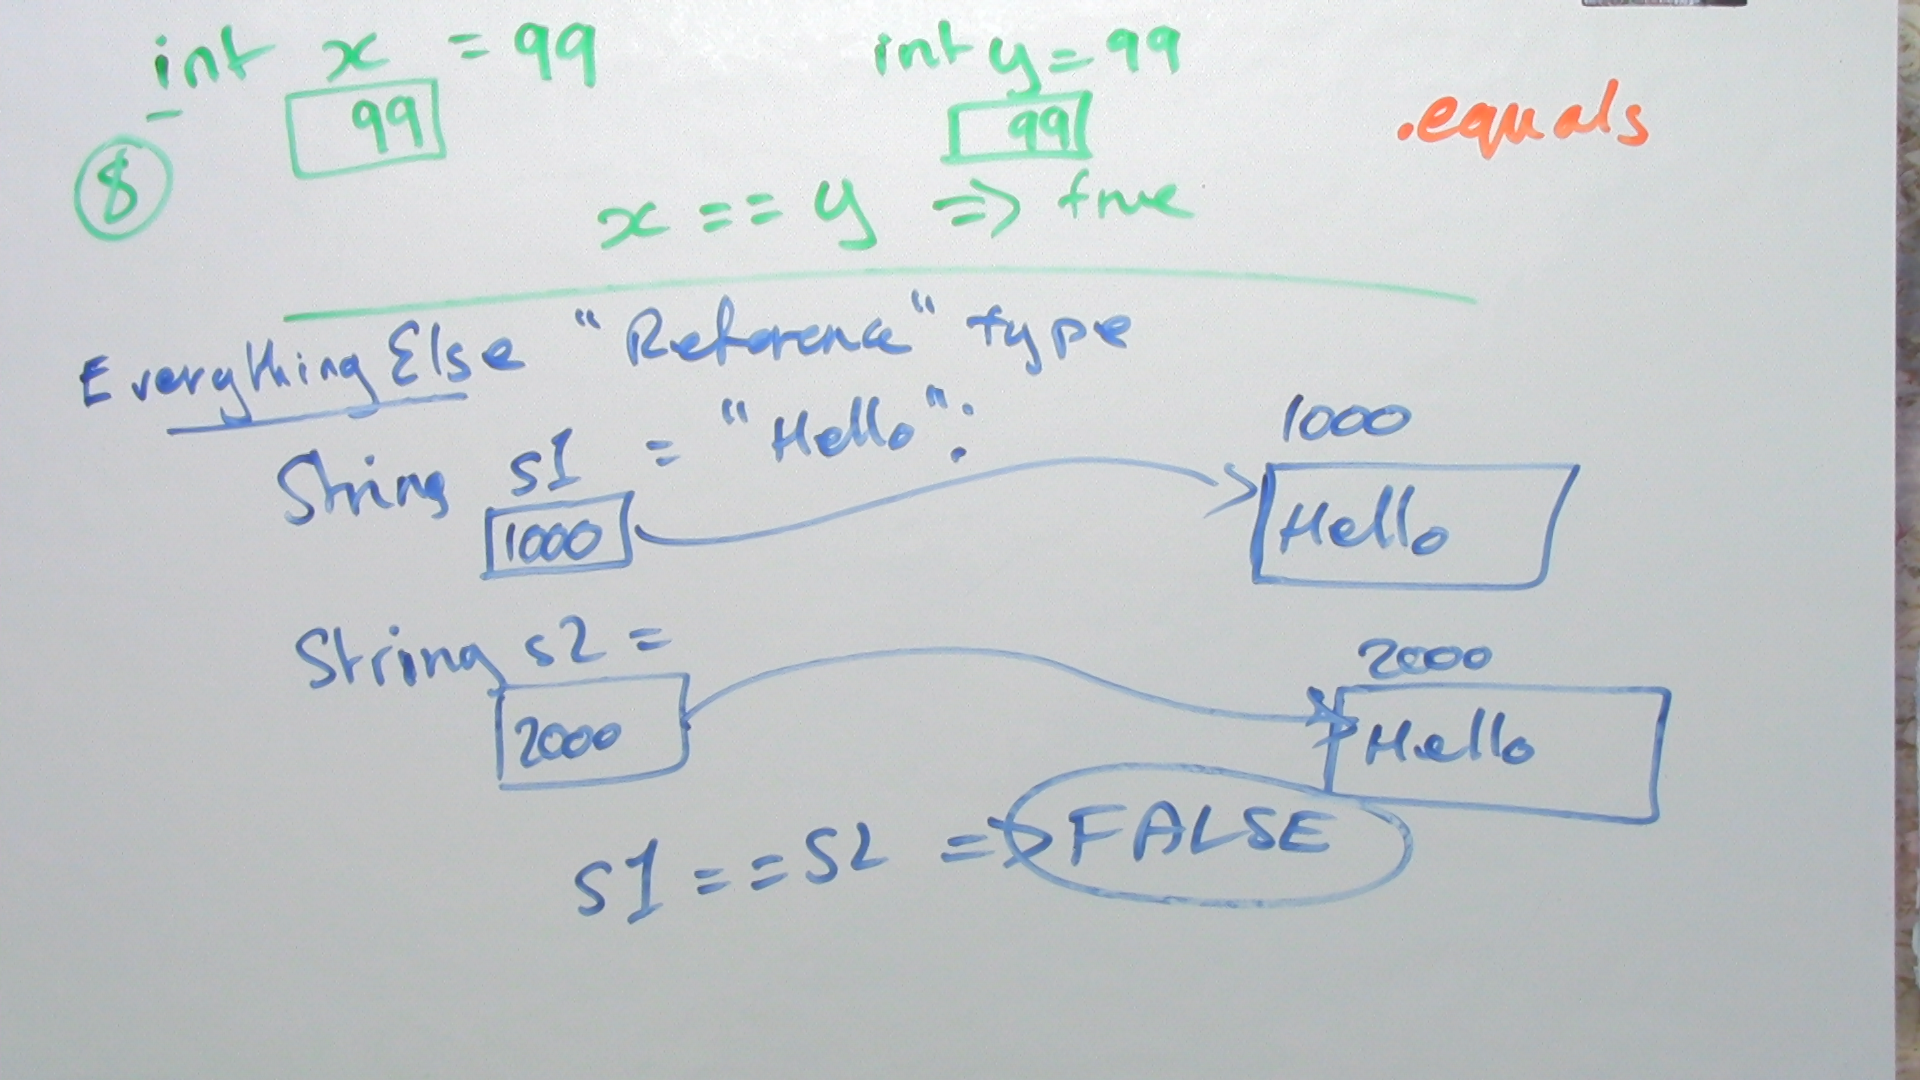 int x = 99 int y = 99
99 99
.equals
8
x == y => true
Everything Else "Reference" type
String s1 = "Hello";
1000
1000
Hello
String s2 =
2000
2000
Hello
s1 == s2 => FALSE